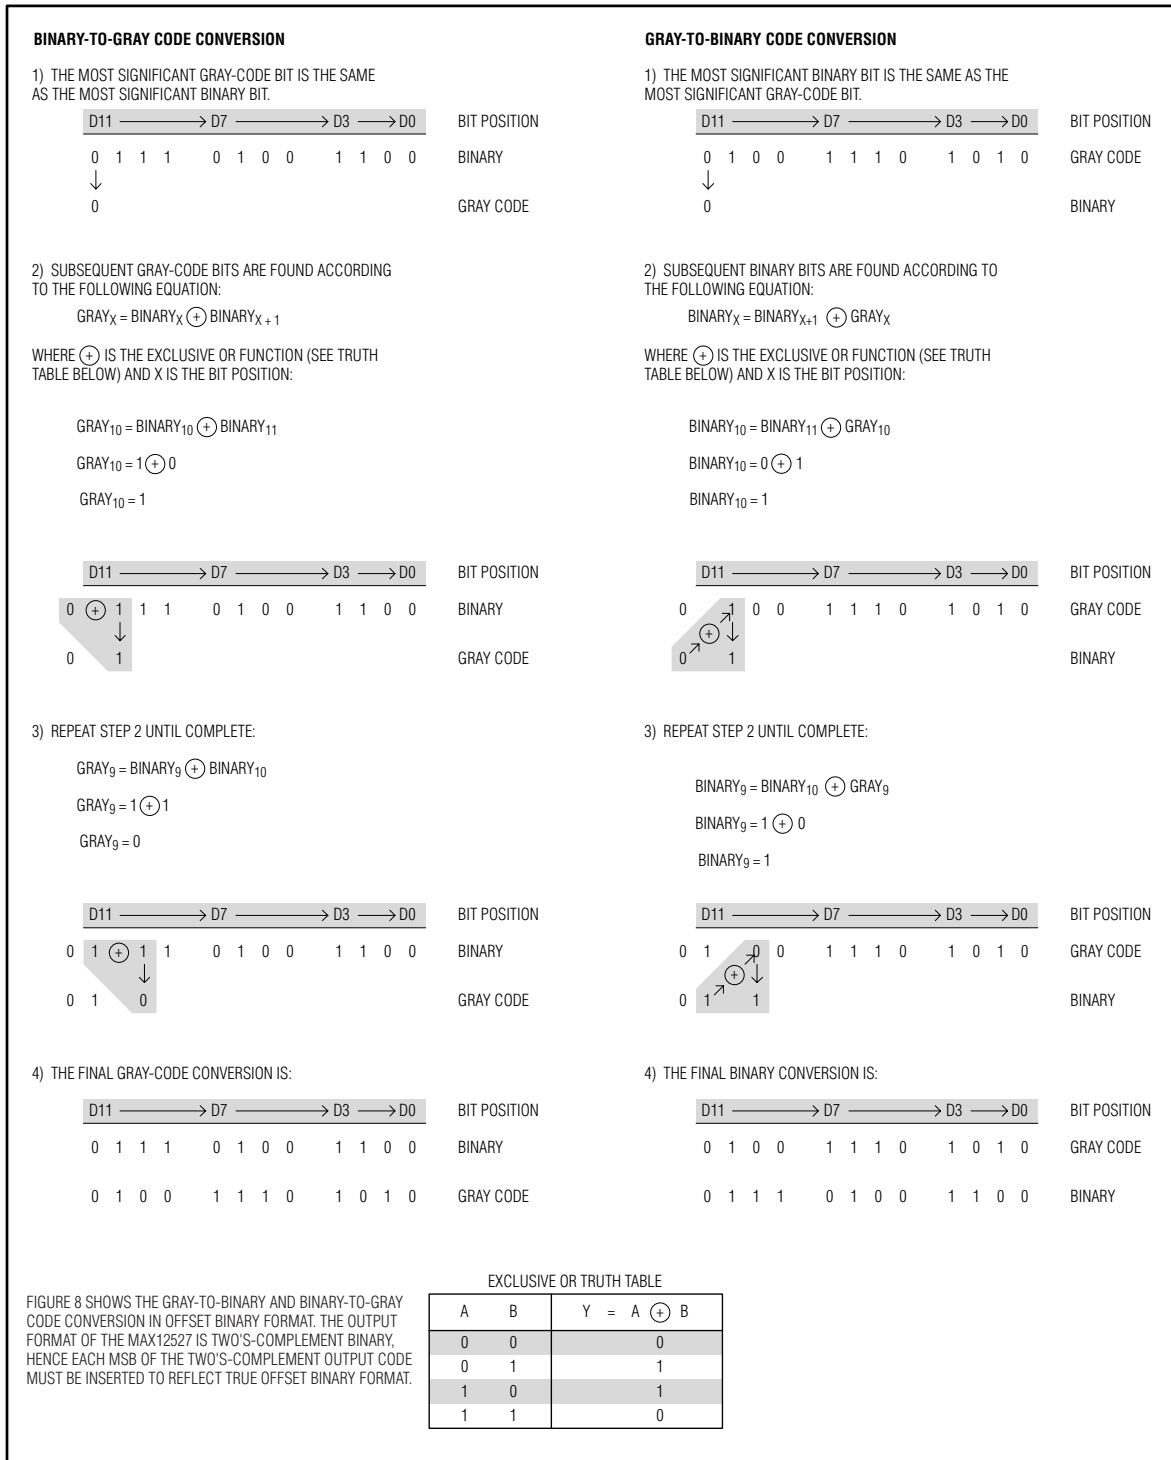 BINARY-TO-GRAY CODE CONVERSION
1) THE MOST SIGNIFICANT GRAY-CODE BIT IS THE SAME
AS THE MOST SIGNIFICANT BINARY BIT.
D11 → D7 → D3 → D0 BIT POSITION
0 1 1 1 0 1 0 0 1 1 0 0 BINARY
0 GRAY CODE
2) SUBSEQUENT GRAY-CODE BITS ARE FOUND ACCORDING
TO THE FOLLOWING EQUATION:
GRAYX = BINARYX ⊕ BINARYX + 1
WHERE ⊕ IS THE EXCLUSIVE OR FUNCTION (SEE TRUTH
TABLE BELOW) AND X IS THE BIT POSITION:
GRAY10 = BINARY10 ⊕ BINARY11
GRAY10 = 1 ⊕ 0
GRAY10 = 1
D11 → D7 → D3 → D0 BIT POSITION
0 ⊕ 1 1 1 0 1 0 0 1 1 0 0 BINARY
0 1 GRAY CODE
3) REPEAT STEP 2 UNTIL COMPLETE:
GRAY9 = BINARY9 ⊕ BINARY10
GRAY9 = 1 ⊕ 1
GRAY9 = 0
D11 → D7 → D3 → D0 BIT POSITION
0 1 ⊕ 1 1 0 1 0 0 1 1 0 0 BINARY
0 1 0 GRAY CODE
4) THE FINAL GRAY-CODE CONVERSION IS:
D11 → D7 → D3 → D0 BIT POSITION
0 1 1 1 0 1 0 0 1 1 0 0 BINARY
0 1 0 0 1 1 1 0 1 0 1 0 GRAY CODE
GRAY-TO-BINARY CODE CONVERSION
1) THE MOST SIGNIFICANT BINARY BIT IS THE SAME AS THE
MOST SIGNIFICANT GRAY-CODE BIT.
D11 → D7 → D3 → D0 BIT POSITION
0 1 0 0 1 1 1 0 1 0 1 0 GRAY CODE
0 BINARY
2) SUBSEQUENT BINARY BITS ARE FOUND ACCORDING TO
THE FOLLOWING EQUATION:
BINARYX = BINARYX+1 ⊕ GRAYX
WHERE ⊕ IS THE EXCLUSIVE OR FUNCTION (SEE TRUTH
TABLE BELOW) AND X IS THE BIT POSITION:
BINARY10 = BINARY11 ⊕ GRAY10
BINARY10 = 0 ⊕ 1
BINARY10 = 1
D11 → D7 → D3 → D0 BIT POSITION
0 1 0 0 1 1 1 0 1 0 1 0 GRAY CODE
⊕
0 1 BINARY
3) REPEAT STEP 2 UNTIL COMPLETE:
BINARY9 = BINARY10 ⊕ GRAY9
BINARY9 = 1 ⊕ 0
BINARY9 = 1
D11 → D7 → D3 → D0 BIT POSITION
0 1 0 0 1 1 1 0 1 0 1 0 GRAY CODE
⊕
0 1 1 BINARY
4) THE FINAL BINARY CONVERSION IS:
D11 → D7 → D3 → D0 BIT POSITION
0 1 0 0 1 1 1 0 1 0 1 0 GRAY CODE
0 1 1 1 0 1 0 0 1 1 0 0 BINARY
FIGURE 8 SHOWS THE GRAY-TO-BINARY AND BINARY-TO-GRAY
CODE CONVERSION IN OFFSET BINARY FORMAT. THE OUTPUT
FORMAT OF THE MAX12527 IS TWO'S-COMPLEMENT BINARY,
HENCE EACH MSB OF THE TWO'S-COMPLEMENT OUTPUT CODE
MUST BE INSERTED TO REFLECT TRUE OFFSET BINARY FORMAT.
EXCLUSIVE OR TRUTH TABLE
A B Y = A ⊕ B
0 0 0
0 1 1
1 0 1
1 1 0